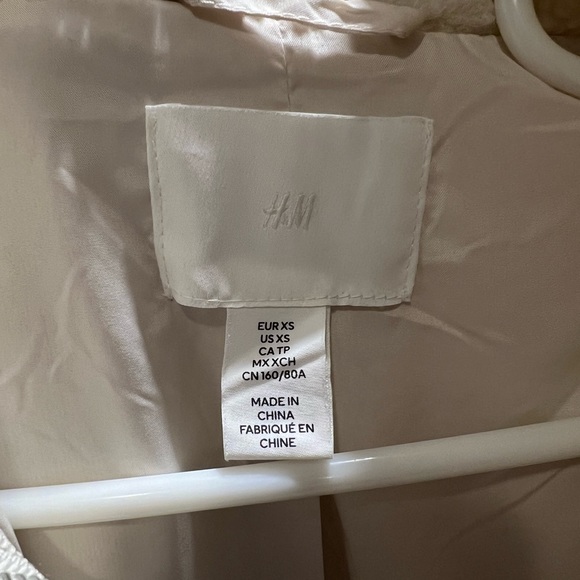 H&M
EUR XS
US XS
CA TP
MX XCH
CN 160/80A
MADE IN
CHINA
FABRIQUÉ EN
CHINE